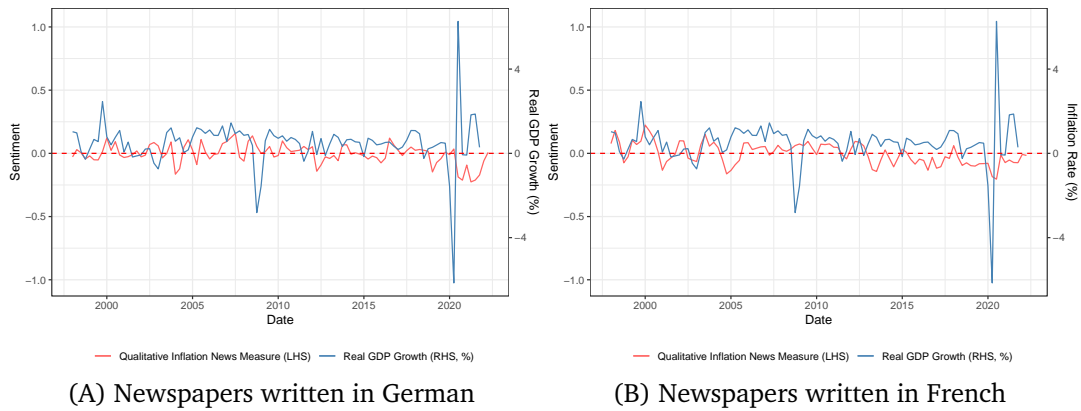 1.0
0.5
0.0
−0.5
−1.0
Sentiment
4
0
−4
Real GDP Growth (%)
2000
2005
2010
2015
2020
Date
Qualitative Inflation News Measure (LHS)
Real GDP Growth (RHS, %)
(A) Newspapers written in German
1.0
0.5
0.0
−0.5
−1.0
Sentiment
4
0
−4
Inflation Rate (%)
2000
2005
2010
2015
2020
Date
Qualitative Inflation News Measure (LHS)
Real GDP Growth (RHS, %)
(B) Newspapers written in French